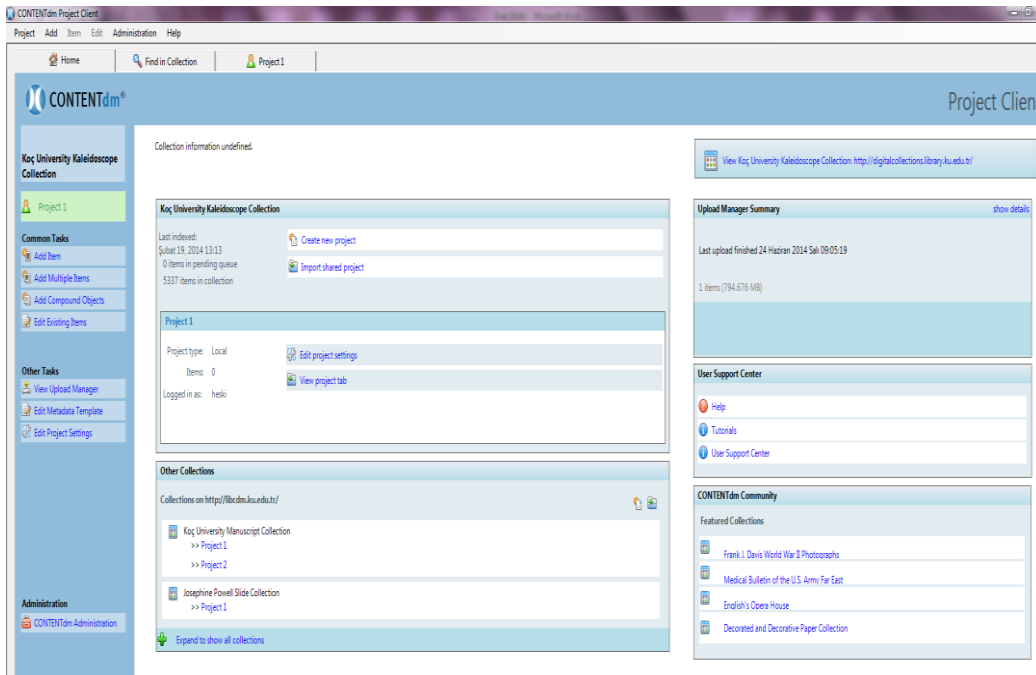 CONTENTdm Project Client
Project Add Item Edit Administration Help
Home
Find in Collection
Project 1
CONTENTdm®
Project Clien
Koç University Kaleidoscope
Collection
Project 1
Common Tasks
Add Item
Add Multiple Items
Add Compound Objects
Edit Existing Items
Other Tasks
View Upload Manager
Edit Metadata Template
Edit Project Settings
Administration
CONTENTdm Administration
Collection information undefined.
Koç University Kaleidoscope Collection
Last indexed:
Şubat 19, 2014 13:13
0 items in pending queue
5337 items in collection
Create new project
Import shared project
Project 1
Project type: Local
Items: 0
Logged in as: heski
Edit project settings
View project tab
Other Collections
Collections on http://libcdm.ku.edu.tr/
Koç University Manuscript Collection
>> Project 1
>> Project 2
Josephine Powell Slide Collection
>> Project 1
Expand to show all collections
View Koç University Kaleidoscope Collection: http://digitalcollections.library.ku.edu.tr/
Upload Manager Summary
show details
Last upload finished 24 Haziran 2014 Salı 09:05:19
1 items (794.676 MB)
User Support Center
Help
Tutorials
User Support Center
CONTENTdm Community
Featured Collections
Frank J. Davis World War II Photographs
Medical Bulletin of the U.S. Army Far East
English's Opera House
Decorated and Decorative Paper Collection